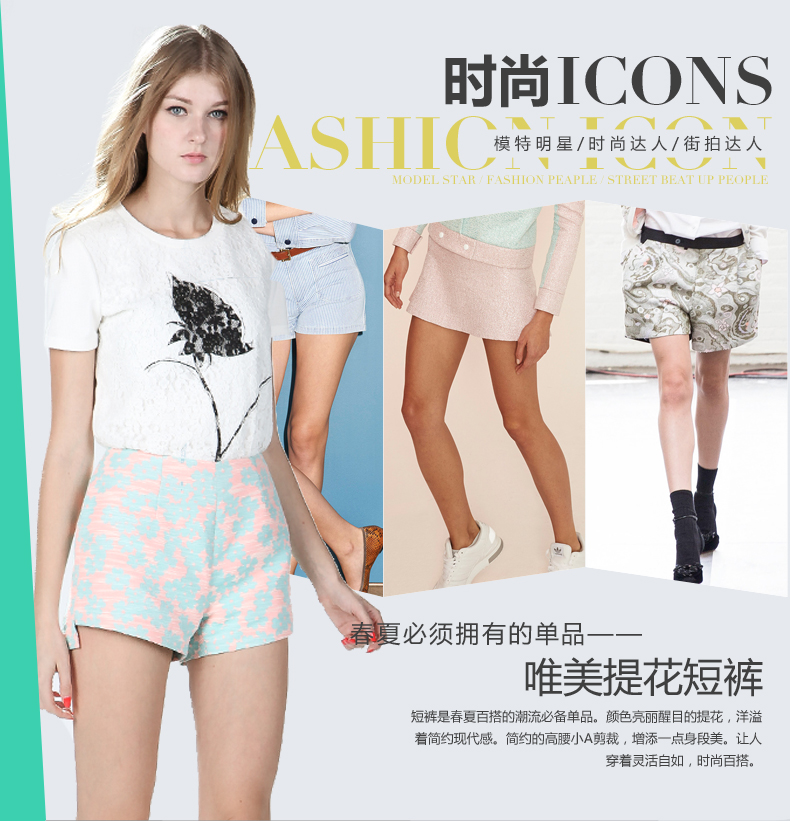 时尚ICONS
ASHION ICON
模特明星/时尚达人/街拍达人
MODEL STAR / FASHION PEAPLE / STREET BEAT UP PEOPLE
春夏必须拥有的单品——
唯美提花短裤
短裤是春夏百搭的潮流必备单品。颜色亮丽醒目的提花，洋溢
着简约现代感。简约的高腰小A剪裁，增添一点身段美。让人
穿着灵活自如，时尚百搭。